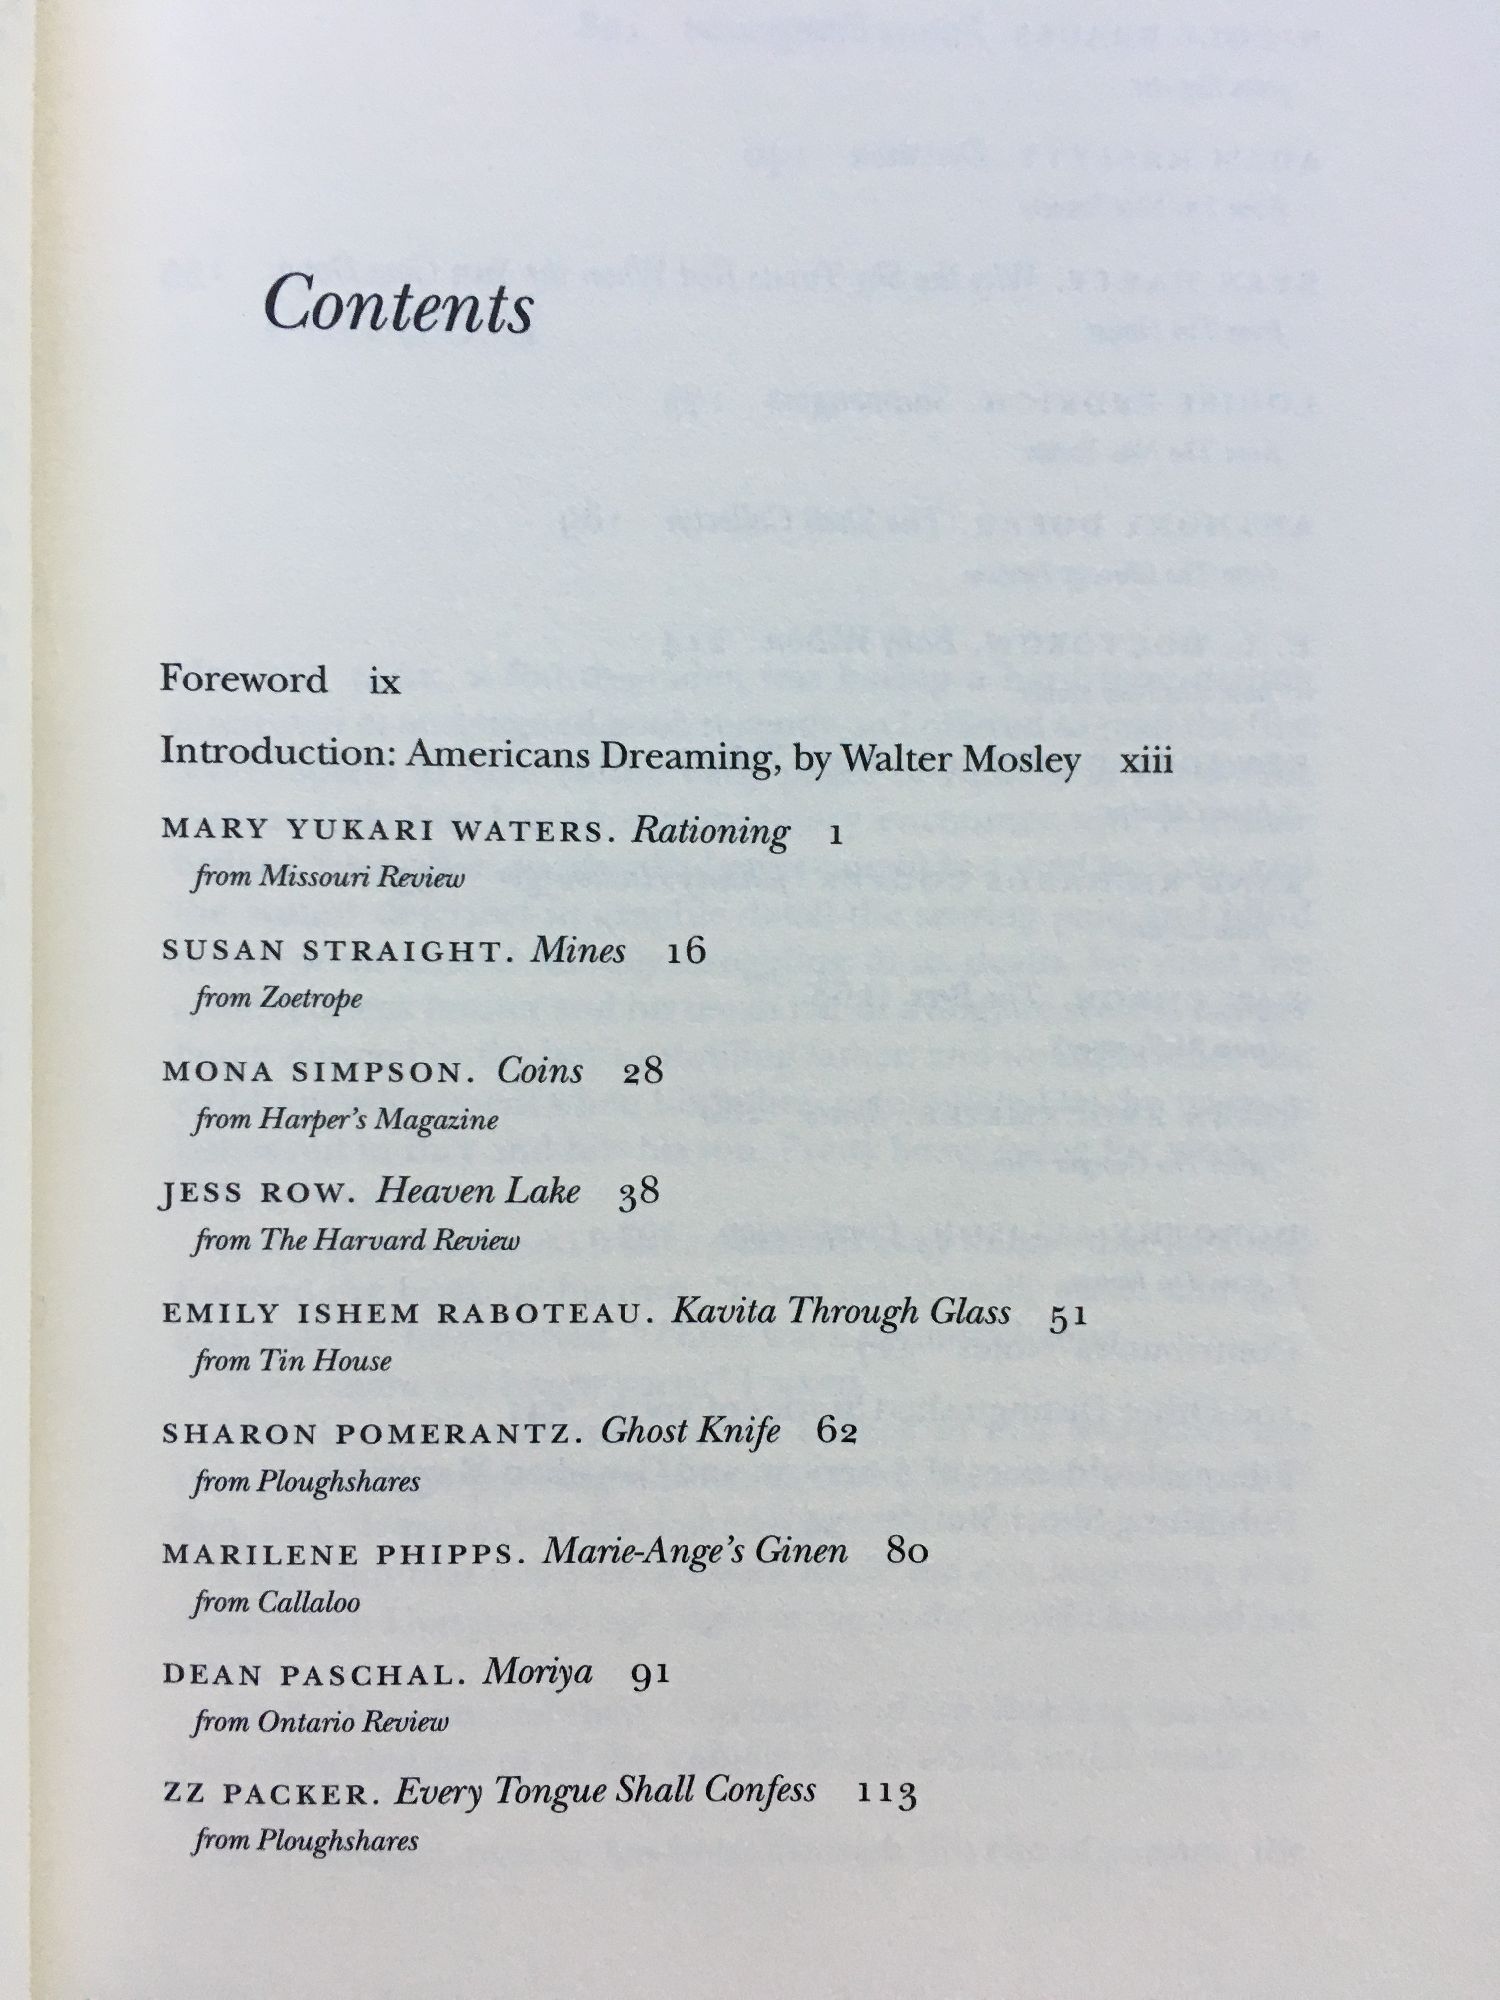 Contents
Foreword ix
Introduction: Americans Dreaming, by Walter Mosley xiii
MARY YUKARI WATERS. Rationing 1
from Missouri Review
SUSAN STRAIGHT. Mines 16
from Zoetrope
MONA SIMPSON. Coins 28
from Harper's Magazine
JESS ROW. Heaven Lake 38
from The Harvard Review
EMILY ISHEM RABOTEAU. Kavita Through Glass 51
from Tin House
SHARON POMERANTZ. Ghost Knife 62
from Ploughshares
MARILENE PHIPPS. Marie-Ange's Ginen 80
from Callaloo
DEAN PASCHAL. Moriya 91
from Ontario Review
ZZ PACKER. Every Tongue Shall Confess 113
from Ploughshares